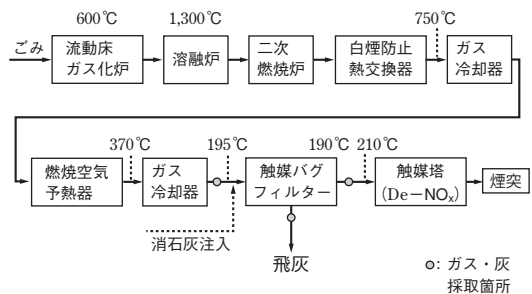 600℃
1,300℃
750℃
ごみ
流動床
ガス化炉
溶融炉
二次
燃焼炉
白煙防止
熱交換器
ガス
冷却器
370℃
195℃
190℃
210℃
燃焼空気
予熱器
ガス
冷却器
触媒バグ
フィルター
触媒塔
(De−NOx)
煙突
消石灰注入
飛灰
◎: ガス・灰
採取箇所